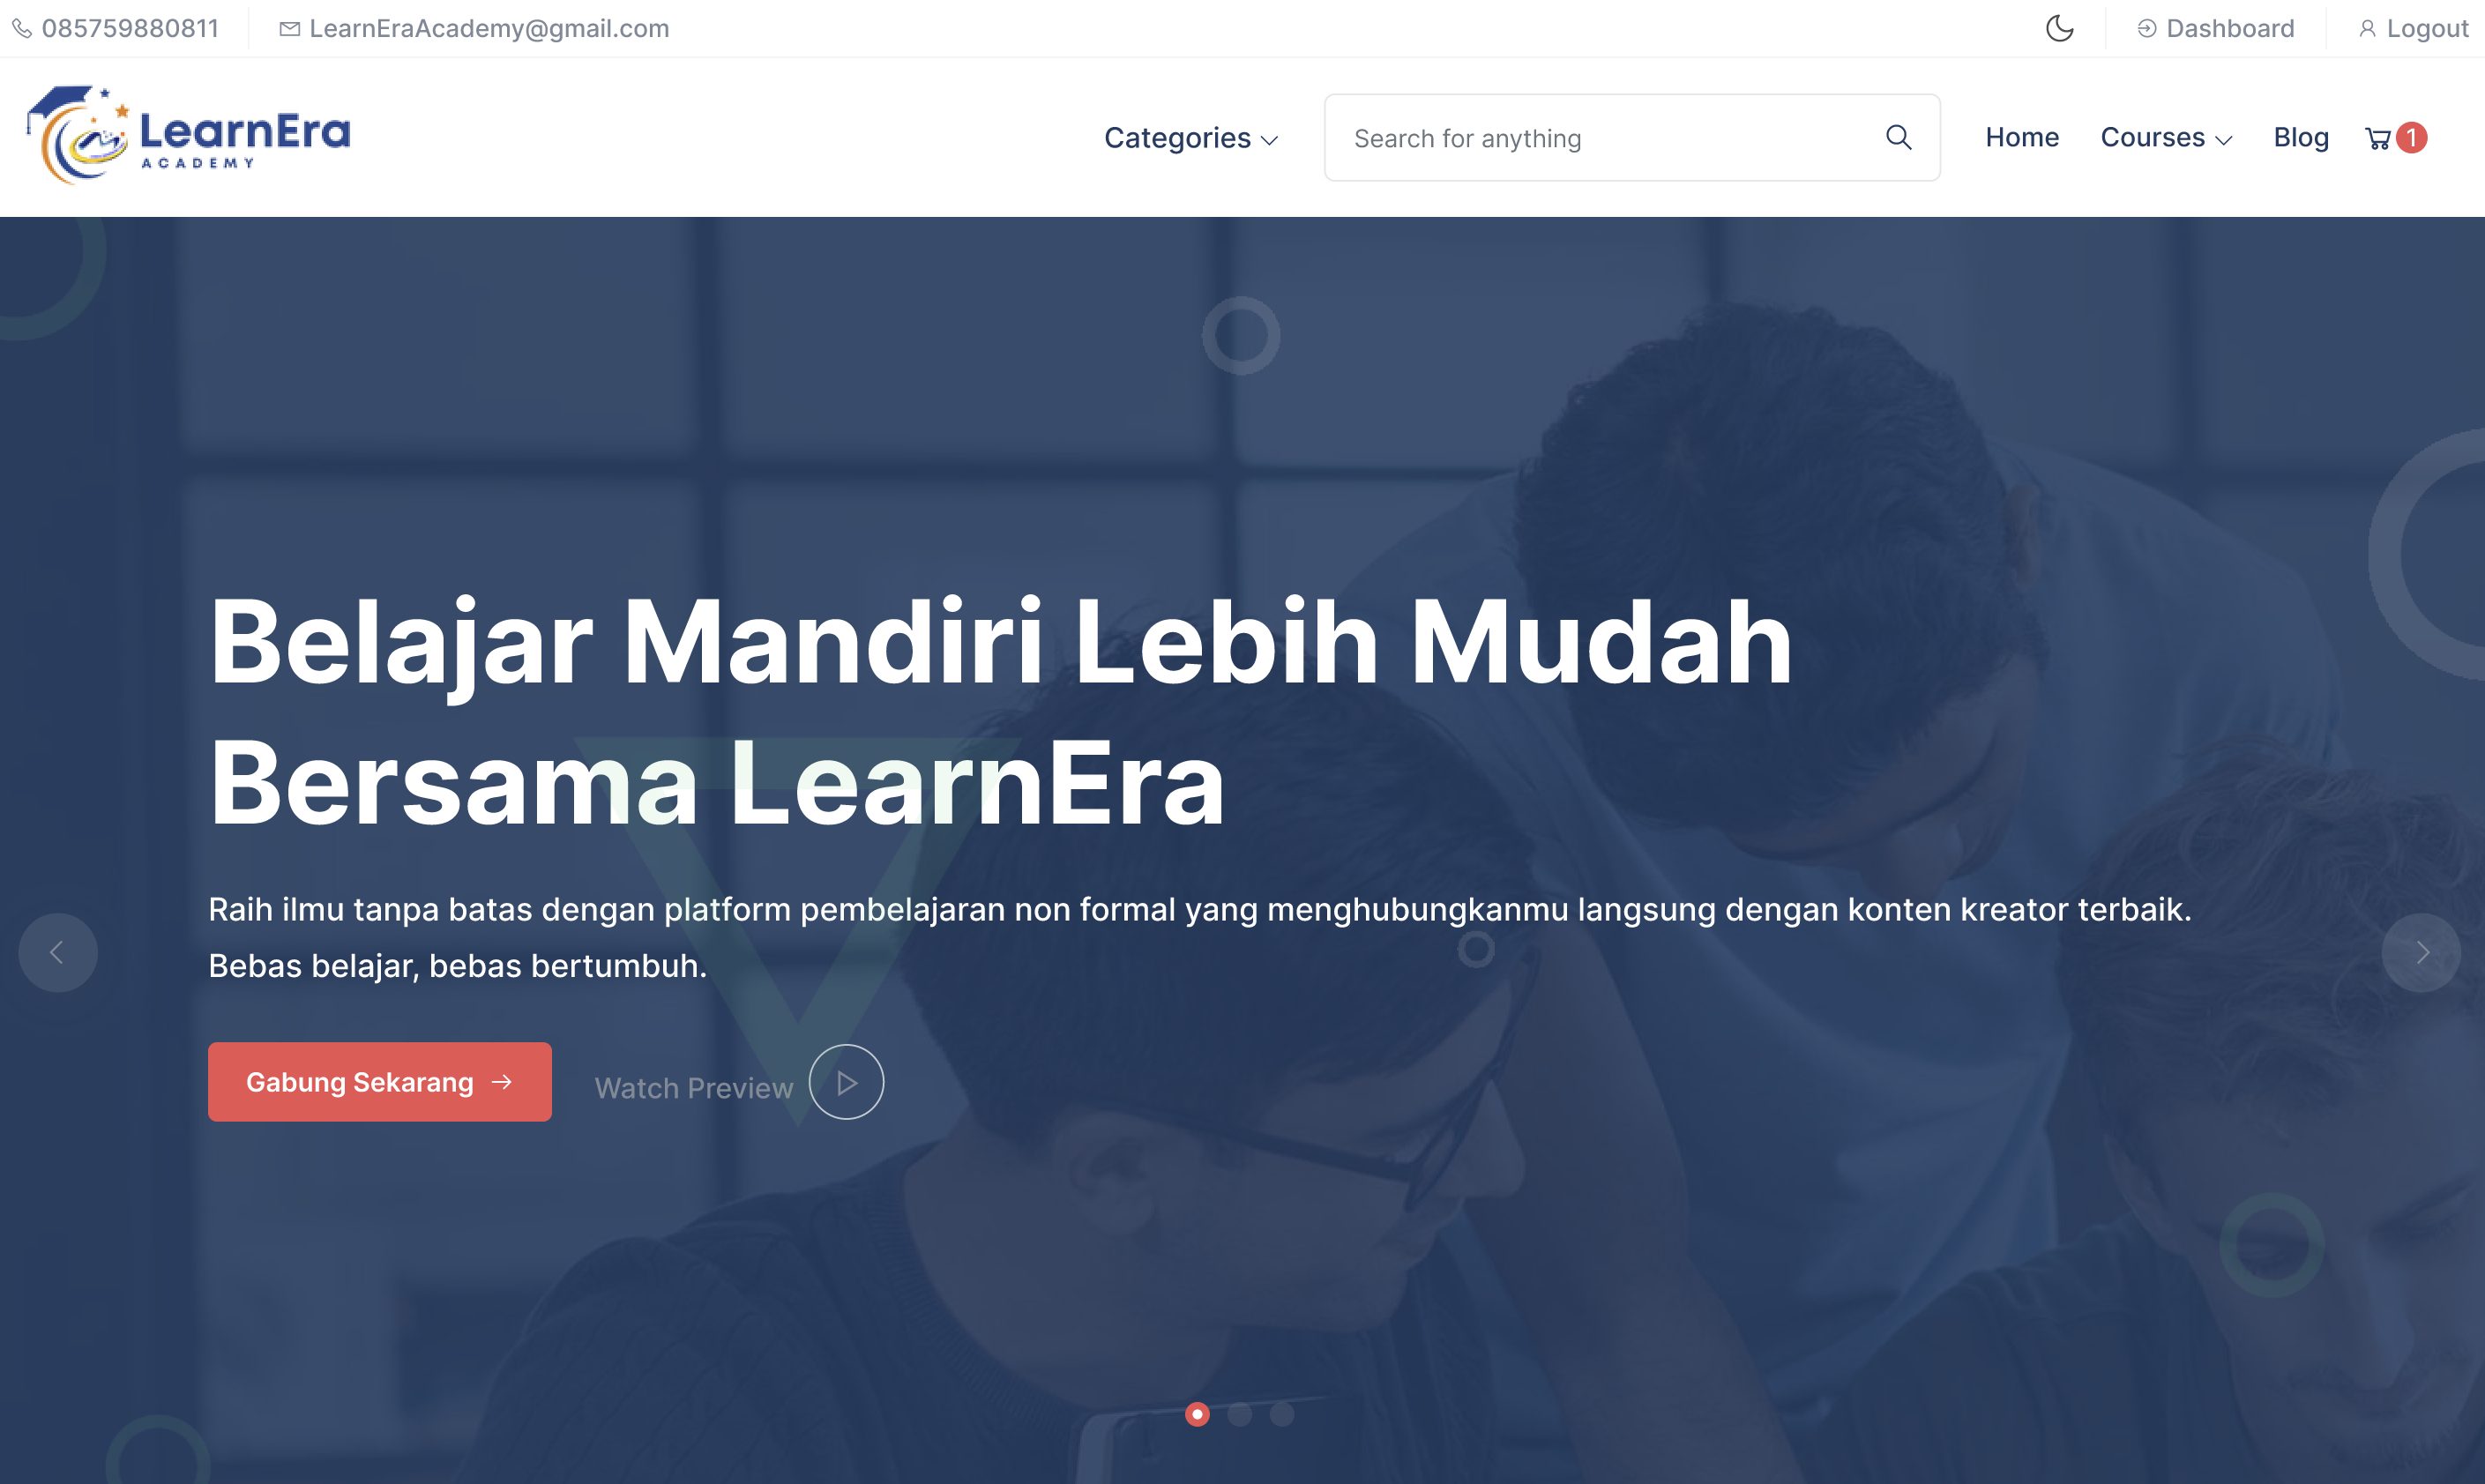 085759880811
LearnEraAcademy@gmail.com
Dashboard
Logout
LearnEra
ACADEMY
Categories
Search for anything
Home
Courses
Blog
1
Belajar Mandiri Lebih Mudah
Bersama LearnEra
Raih ilmu tanpa batas dengan platform pembelajaran non formal yang menghubungkanmu langsung dengan konten kreator terbaik.
Bebas belajar, bebas bertumbuh.
Gabung Sekarang
Watch Preview